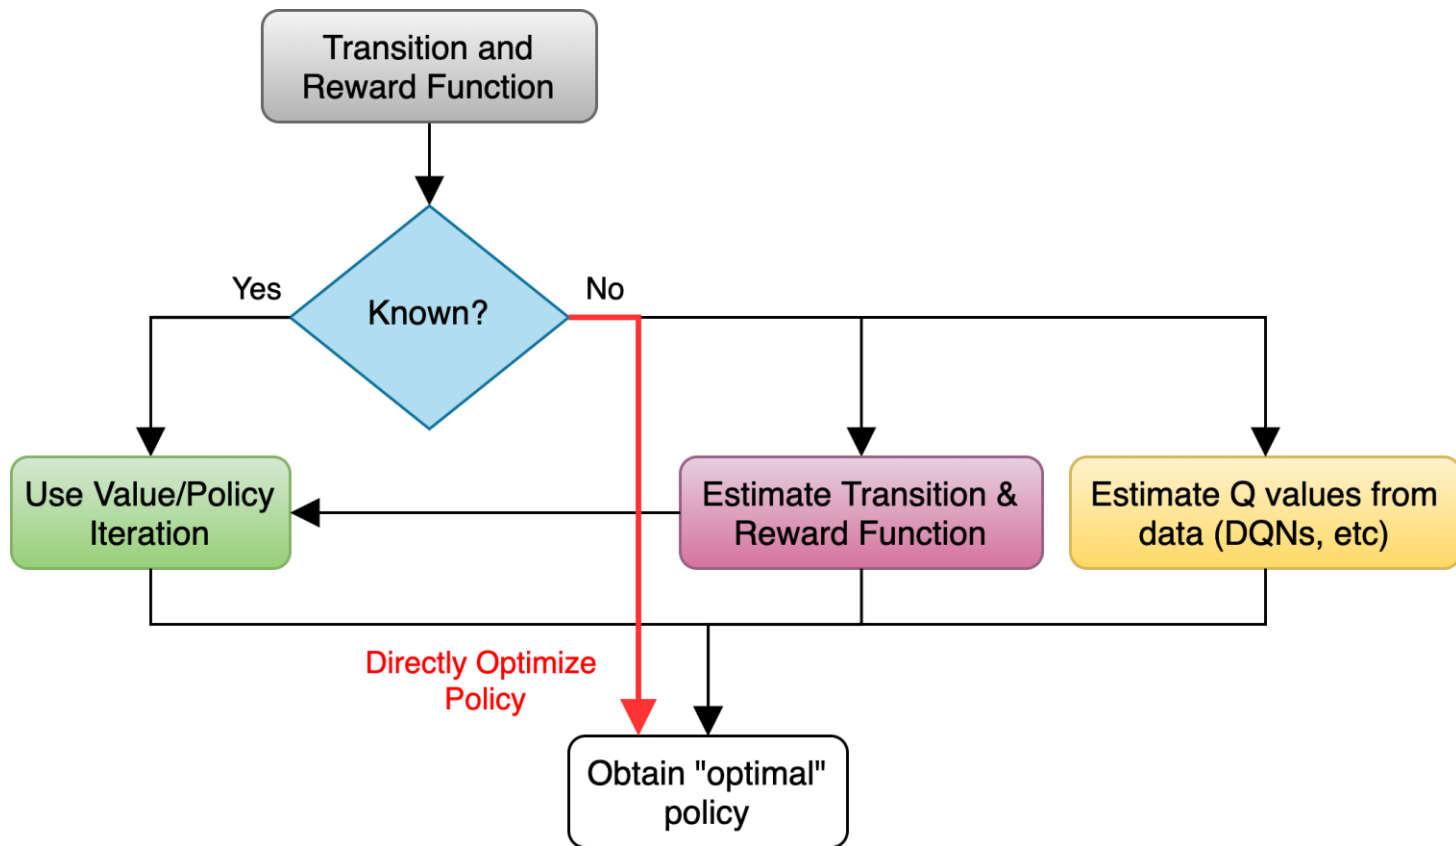 Transition and
Reward Function
Yes
Known?
No
Use Value/Policy
Iteration
Estimate Transition &
Reward Function
Estimate Q values from
data (DQNs, etc)
Directly Optimize
Policy
Obtain "optimal"
policy